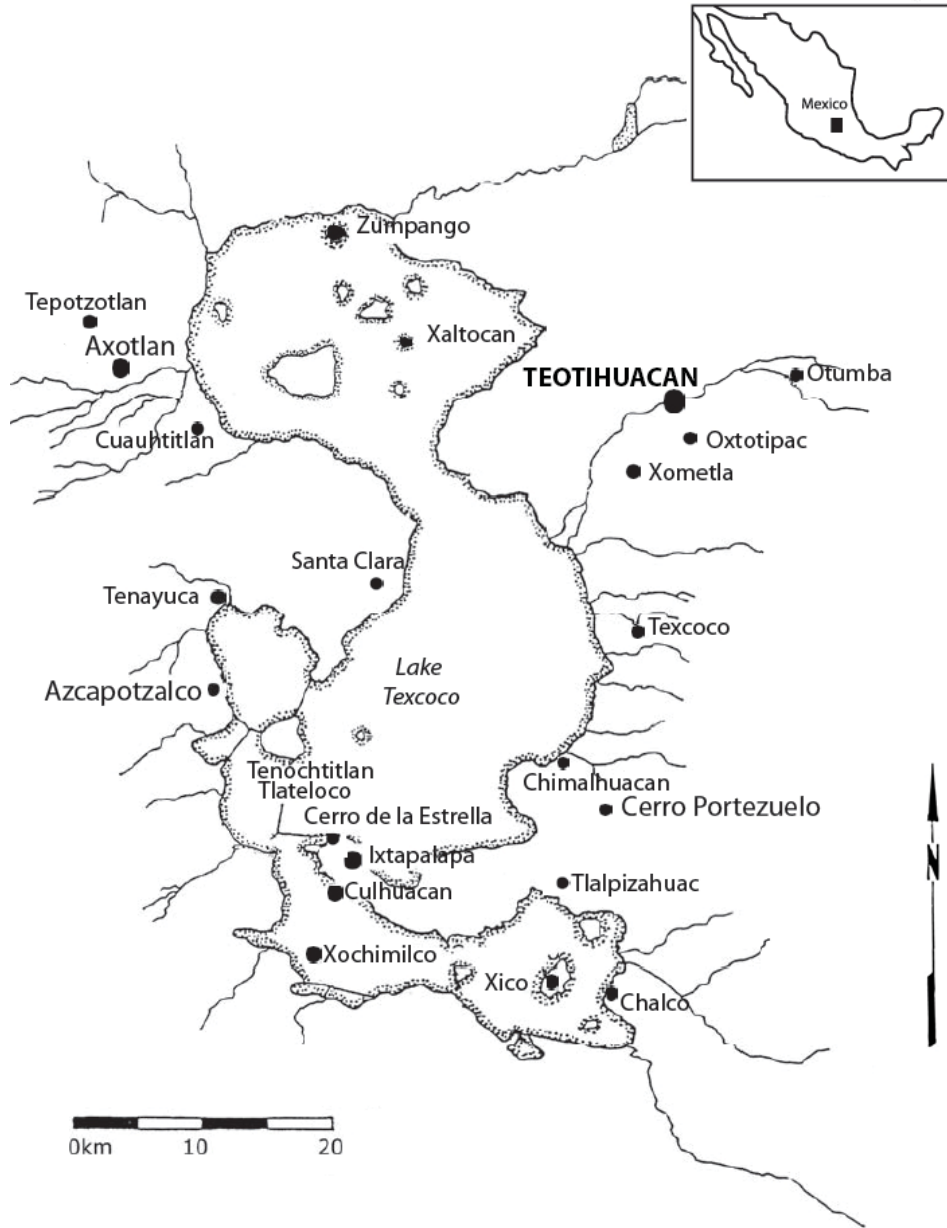 Mexico
Zumpango
Tepotzotlan
Xaltocan
Axotlan
TEOTIHUACAN
Otumba
Cuauhtitlan
Oxtotipac
Xometla
Santa Clara
Tenayuca
Texcoco
Lake
Texcoco
Azcapotzalco
Tenochtitlan
Tlateloco
Chimalhuacan
Cerro Portezuelo
Cerro de la Estrella
Ixtapalapa
N
Culhuacan
Tlalpizahuac
Xochimilco
Xico
Chalco
0km 10 20